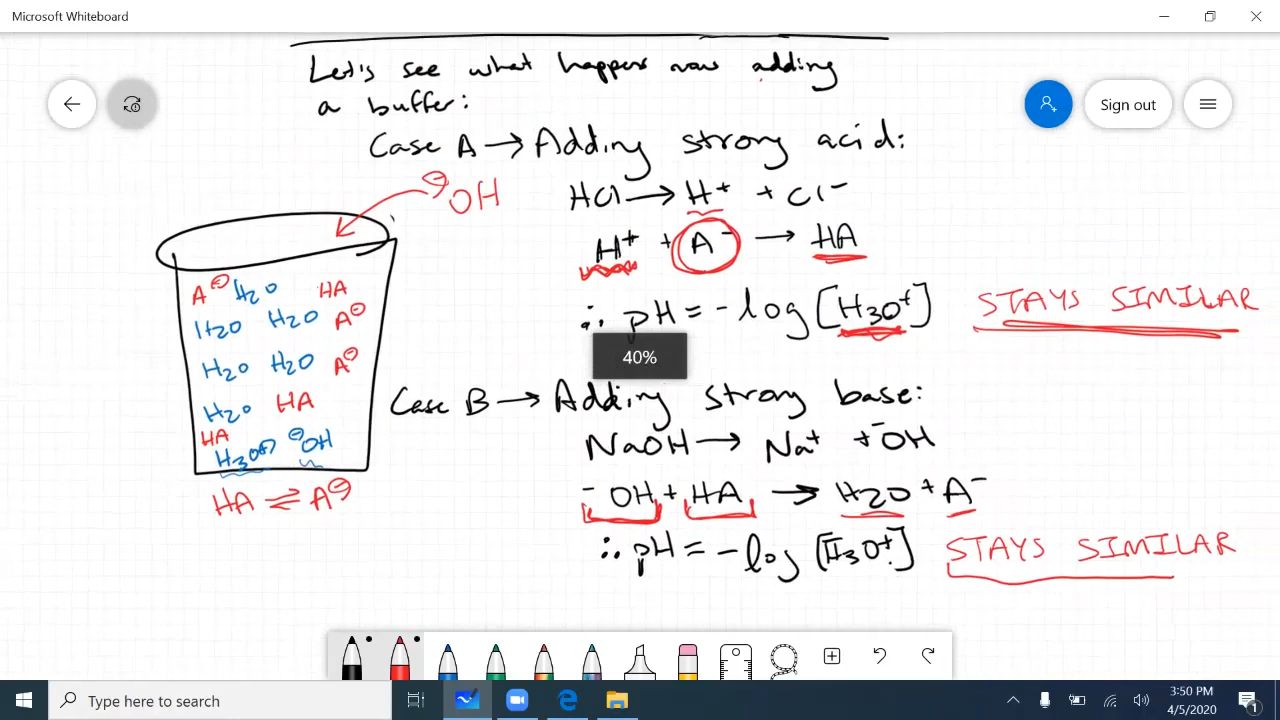 Microsoft Whiteboard
Let's see what happens now adding
a buffer:
Sign out
Case A → Adding strong acid:
⊖OH
HCl → H+ + Cl-
H+ + A- → HA
∴ pH = -log [H3O+] STAYS SIMILAR
40%
A⊖ H2O HA
H2O H2O A⊖
H2O H2O A⊖
H2O HA
HA
H3O⊕ ⊖OH
HA ⇌ A⊖
Case B → Adding strong base:
NaOH → Na+ + -OH
-OH + HA → H2O + A-
∴ pH = -log [H3O+] STAYS SIMILAR
Type here to search
3:50 PM
4/5/2020
1